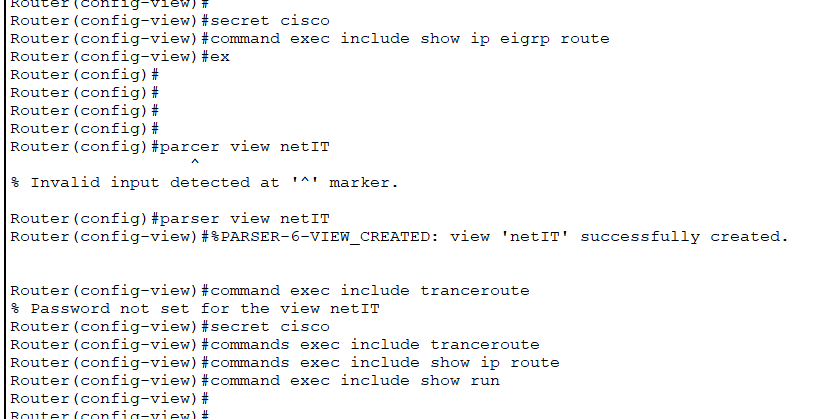 Router(config-view)#
Router(config-view)#secret cisco
Router(config-view)#command exec include show ip eigrp route
Router(config-view)#ex
Router(config)#
Router(config)#
Router(config)#
Router(config)#
Router(config)#parcer view netIT
^
% Invalid input detected at '^' marker.
Router(config)#parser view netIT
Router(config-view)#%PARSER-6-VIEW_CREATED: view 'netIT' successfully created.
Router(config-view)#command exec include tranceroute
% Password not set for the view netIT
Router(config-view)#secret cisco
Router(config-view)#commands exec include tranceroute
Router(config-view)#commands exec include show ip route
Router(config-view)#command exec include show run
Router(config-view)#
Router(config-view)#